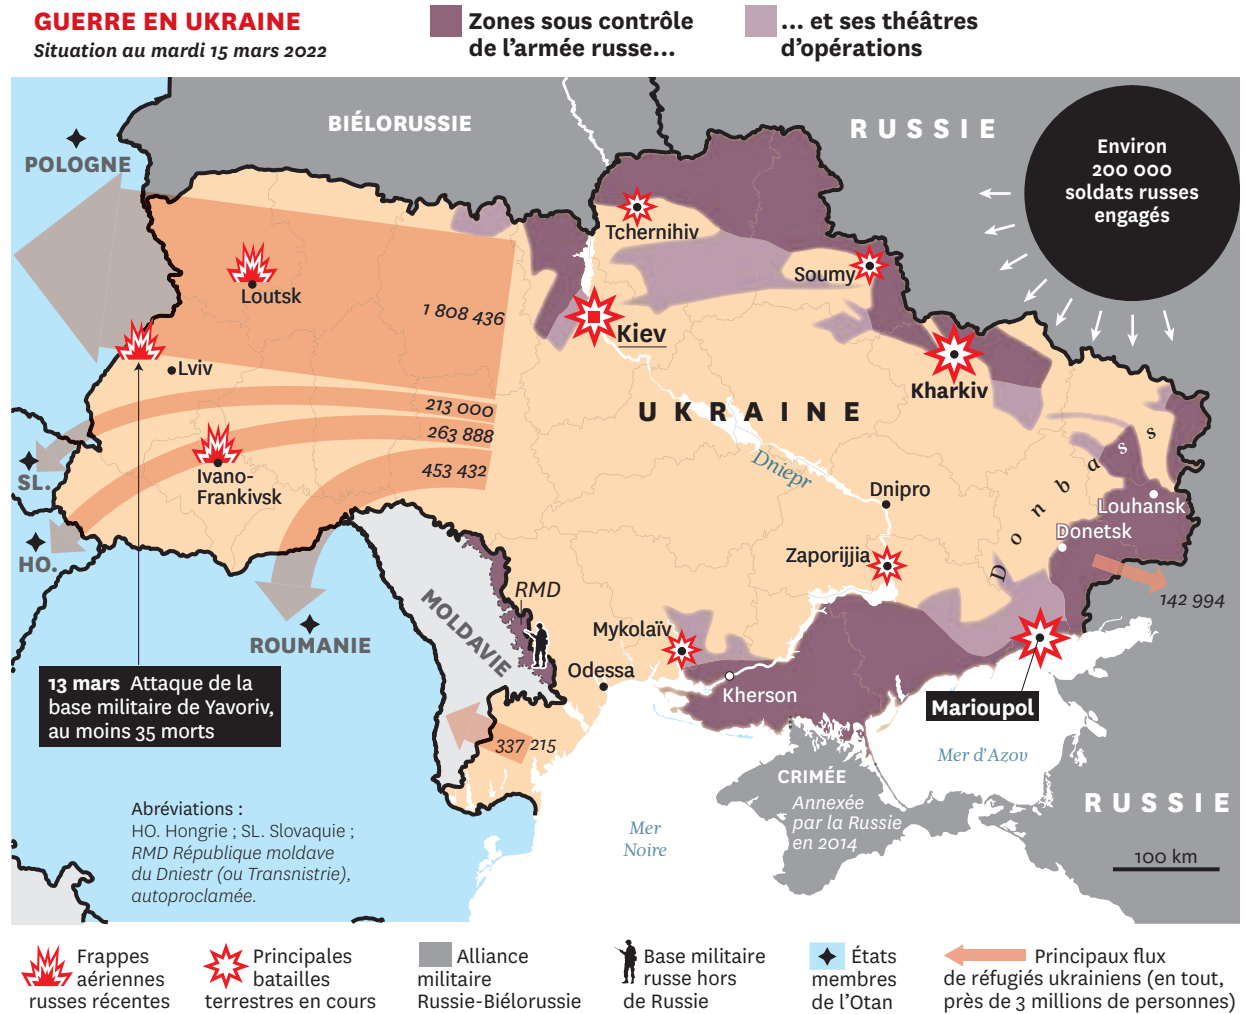 GUERRE EN UKRAINE
Situation au mardi 15 mars 2022
Zones sous contrôle
de l’armée russe…
… et ses théâtres
d’opérations
BIÉLORUSSIE
RUSSIE
Environ
200 000
soldats russes
engagés
POLOGNE
Tchernihiv
Soumy
Loutsk
1 808 436
Kiev
Lviv
Kharkiv
213 000
UKRAINE
263 888
453 432
Dniepr
Donbass
SL.
Ivano-
Frankivsk
Dnipro
Louhansk
Donetsk
HO.
Zaporijjia
RMD
142 994
MOLDAVIE
ROUMANIE
Mykolaïv
Odessa
Kherson
Marioupol
13 mars Attaque de la
base militaire de Yavoriv,
au moins 35 morts
337 215
Mer d’Azov
CRIMÉE
Annexée
par la Russie
en 2014
RUSSIE
Mer
Noire
Abréviations :
HO. Hongrie ; SL. Slovaquie ;
RMD République moldave
du Dniestr (ou Transnistrie),
autoproclamée.
100 km
Frappes
aériennes
russes récentes
Principales
batailles
terrestres en cours
Alliance
militaire
Russie-Biélorussie
Base militaire
russe hors
de Russie
États
membres
de l’Otan
Principaux flux
de réfugiés ukrainiens (en tout,
près de 3 millions de personnes)